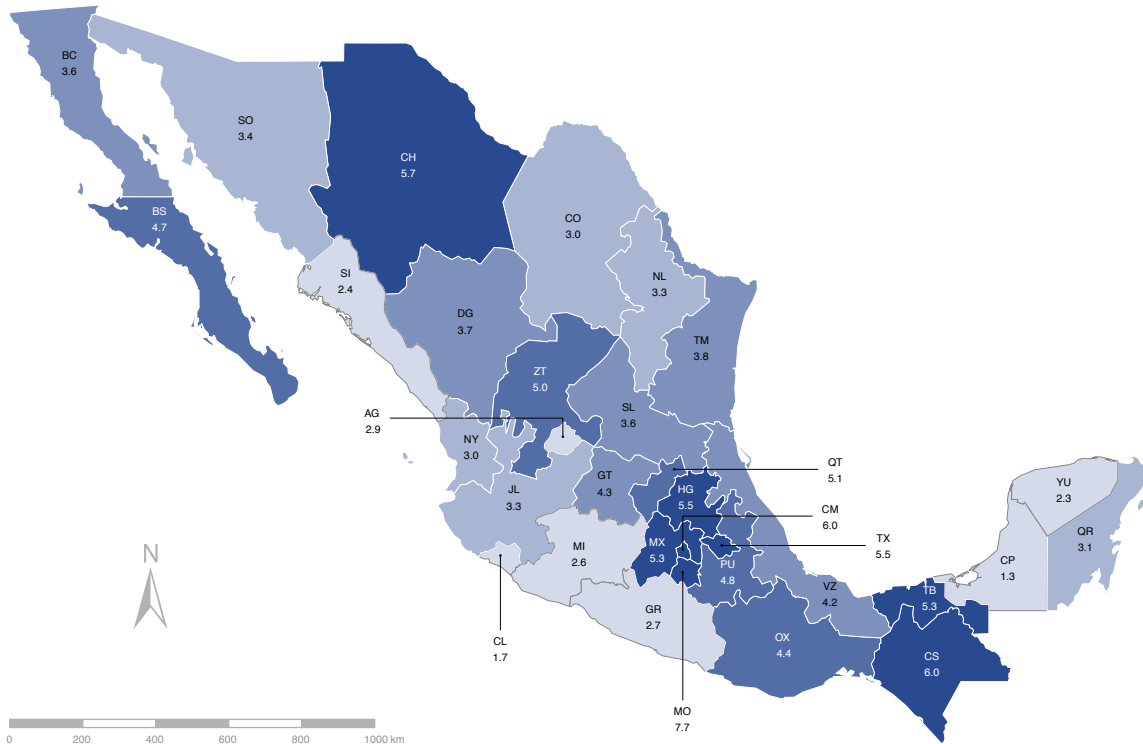 BC
3.6
SO
3.4
CH
5.7
BS
4.7
CO
3.0
SI
2.4
NL
3.3
DG
3.7
TM
3.8
ZT
5.0
AG
2.9
SL
3.6
NY
3.0
QT
5.1
GT
4.3
JL
3.3
HG
5.5
YU
2.3
CM
6.0
QR
3.1
MX
5.3
TX
5.5
MI
2.6
CP
1.3
PU
4.8
VZ
4.2
TB
5.3
GR
2.7
OX
4.4
CL
1.7
CS
6.0
MO
7.7
N
0 200 400 600 800 1000 km